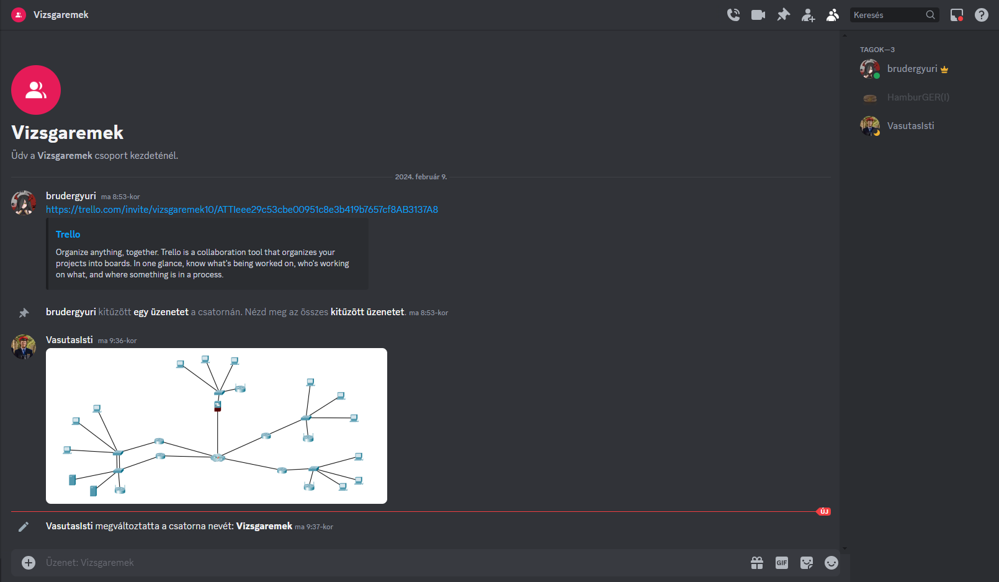 Vizsgaremek
Keresés
TAGOK—3
brudergyuri
HamburGER(I)
VasutasIsti
Vizsgaremek
Üdv a Vizsgaremek csoport kezdeténél.
2024. február 9.
brudergyuri ma 8:53-kor
https://trello.com/invite/vizsgaremek10/ATTIeee29c53cbe00951c8e3b419b7657cf8AB3137A8
Trello
Organize anything, together. Trello is a collaboration tool that organizes your
projects into boards. In one glance, know what's being worked on, who's working
on what, and where something is in a process.
brudergyuri kitűzött egy üzenetet a csatornán. Nézd meg az összes kitűzött üzenetet. ma 8:53-kor
VasutasIsti ma 9:36-kor
ÚJ
VasutasIsti megváltoztatta a csatorna nevét: Vizsgaremek ma 9:37-kor
Üzenet: Vizsgaremek
GIF